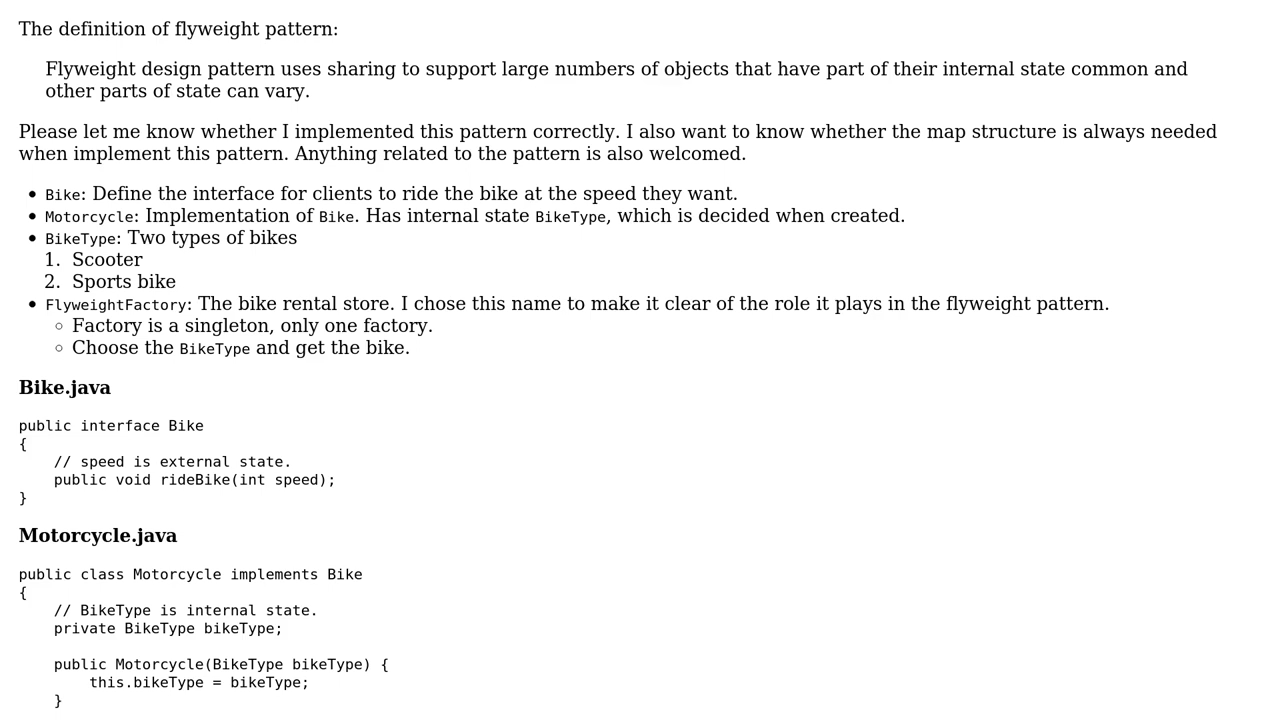 The definition of flyweight pattern:
Flyweight design pattern uses sharing to support large numbers of objects that have part of their internal state common and
other parts of state can vary.
Please let me know whether I implemented this pattern correctly. I also want to know whether the map structure is always needed
when implement this pattern. Anything related to the pattern is also welcomed.
• Bike: Define the interface for clients to ride the bike at the speed they want.
• Motorcycle: Implementation of Bike. Has internal state BikeType, which is decided when created.
• BikeType: Two types of bikes
1. Scooter
2. Sports bike
• FlyweightFactory: The bike rental store. I chose this name to make it clear of the role it plays in the flyweight pattern.
◦ Factory is a singleton, only one factory.
◦ Choose the BikeType and get the bike.
Bike.java
public interface Bike
{
    // speed is external state.
    public void rideBike(int speed);
}
Motorcycle.java
public class Motorcycle implements Bike
{
    // BikeType is internal state.
    private BikeType bikeType;
    public Motorcycle(BikeType bikeType) {
        this.bikeType = bikeType;
    }